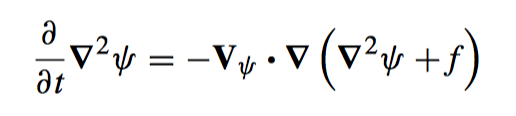 ∂/∂t ∇²ψ = −V_ψ · ∇ (∇²ψ + f)